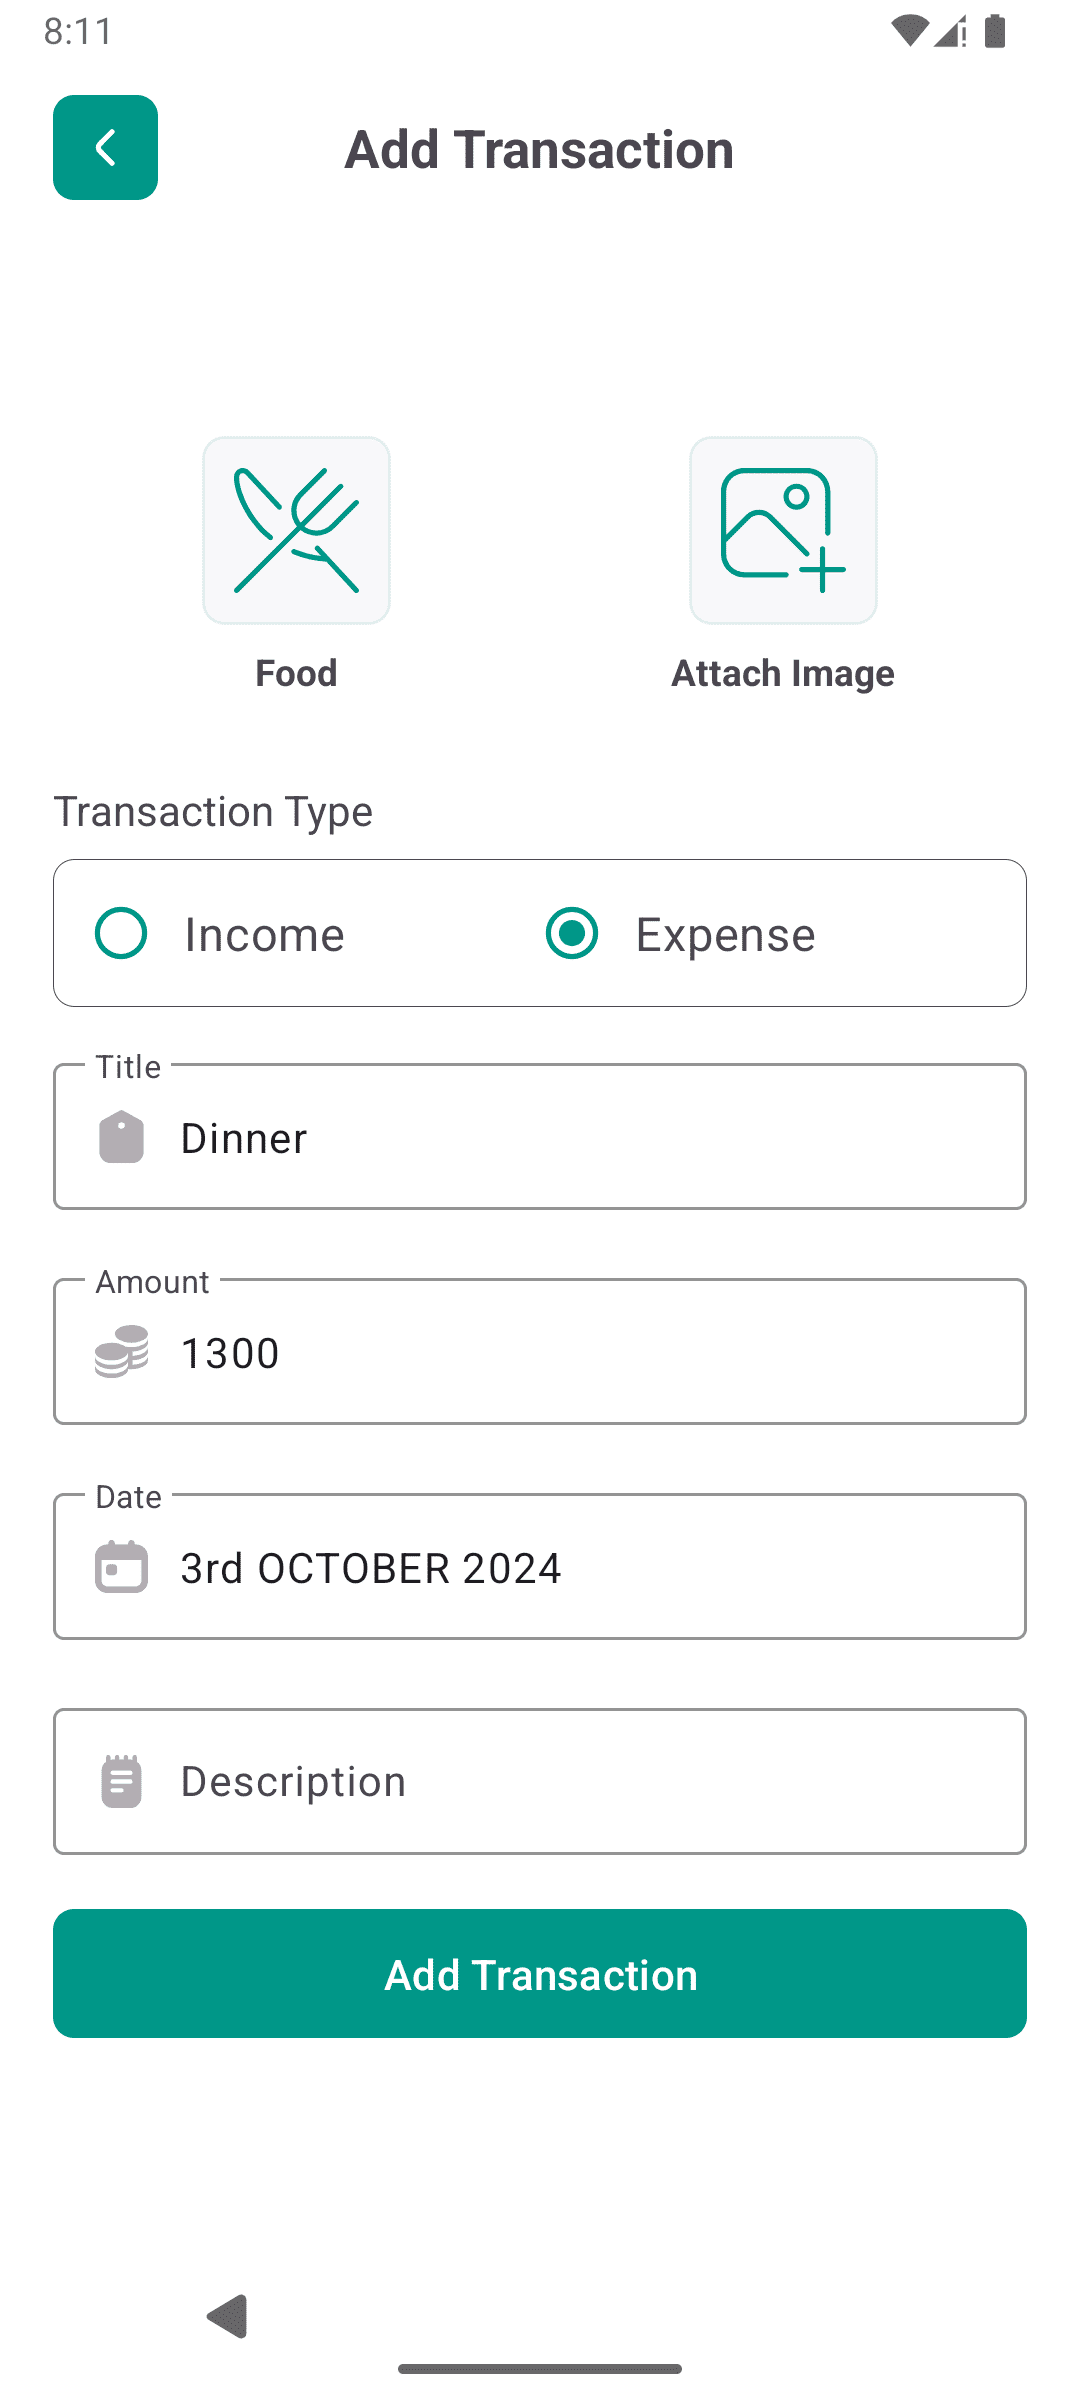 8:11
Add Transaction
Food
Attach Image
Transaction Type
Income
Expense
Title
Dinner
Amount
1300
Date
3rd OCTOBER 2024
Description
Add Transaction